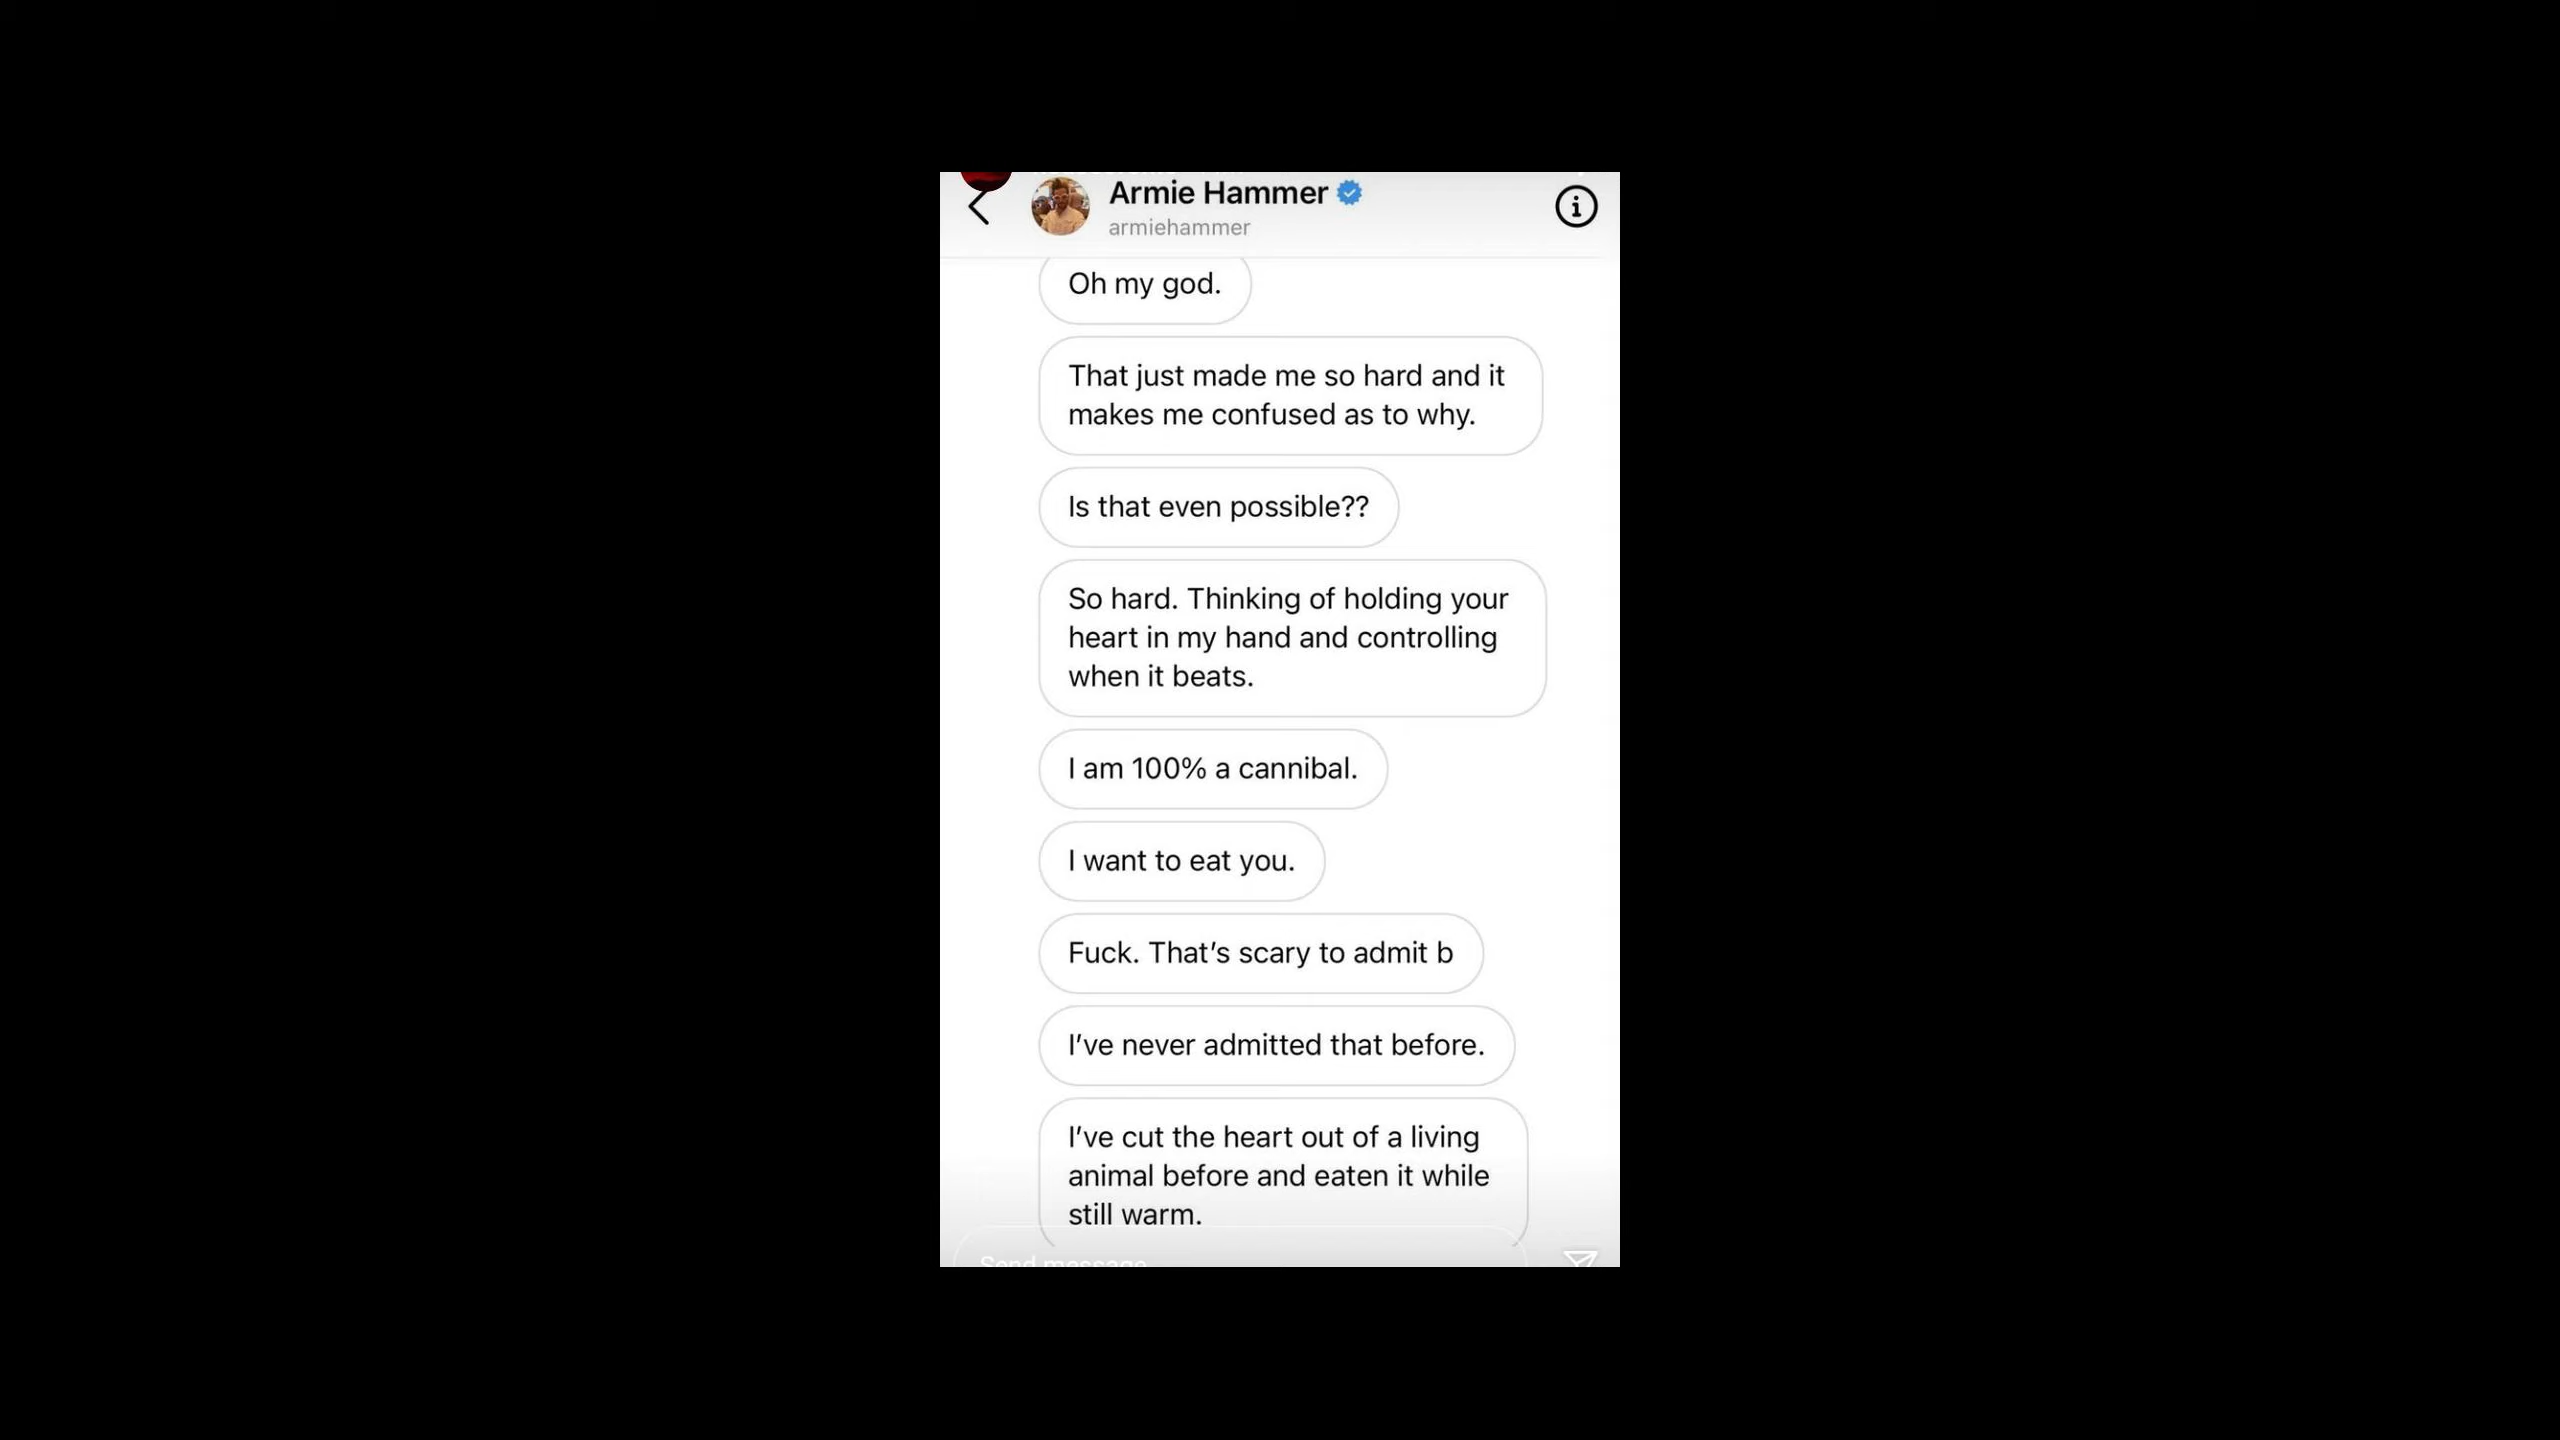 Armie Hammer
armiehammer
Oh my god.
That just made me so hard and it
makes me confused as to why.
Is that even possible??
So hard. Thinking of holding your
heart in my hand and controlling
when it beats.
I am 100% a cannibal.
I want to eat you.
Fuck. That’s scary to admit b
I’ve never admitted that before.
I’ve cut the heart out of a living
animal before and eaten it while
still warm.
Send message